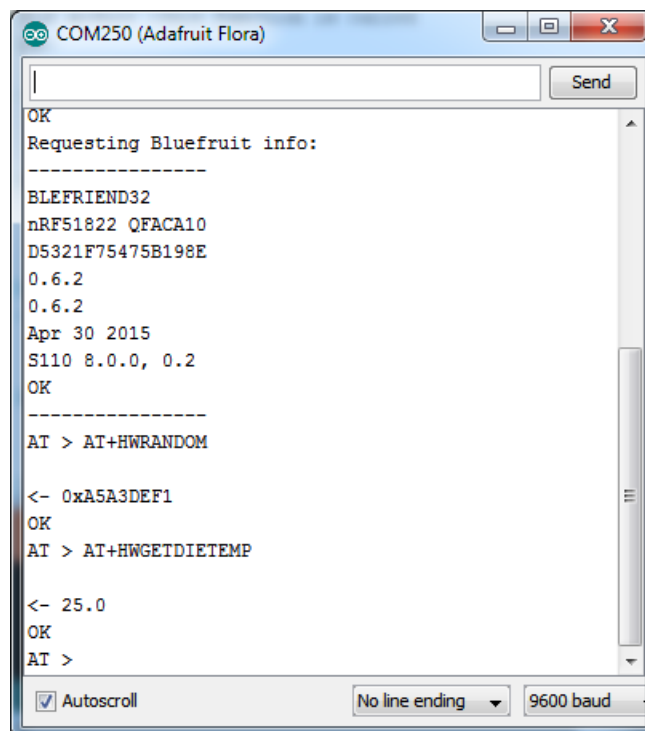 COM250 (Adafruit Flora)
Send
OK
Requesting Bluefruit info:
----------------
BLEFRIEND32
nRF51822 QFACA10
D5321F75475B198E
0.6.2
0.6.2
Apr 30 2015
S110 8.0.0, 0.2
OK
----------------
AT > AT+HWRANDOM
<- 0xA5A3DEF1
OK
AT > AT+HWGETDIETEMP
<- 25.0
OK
AT >
Autoscroll No line ending 9600 baud